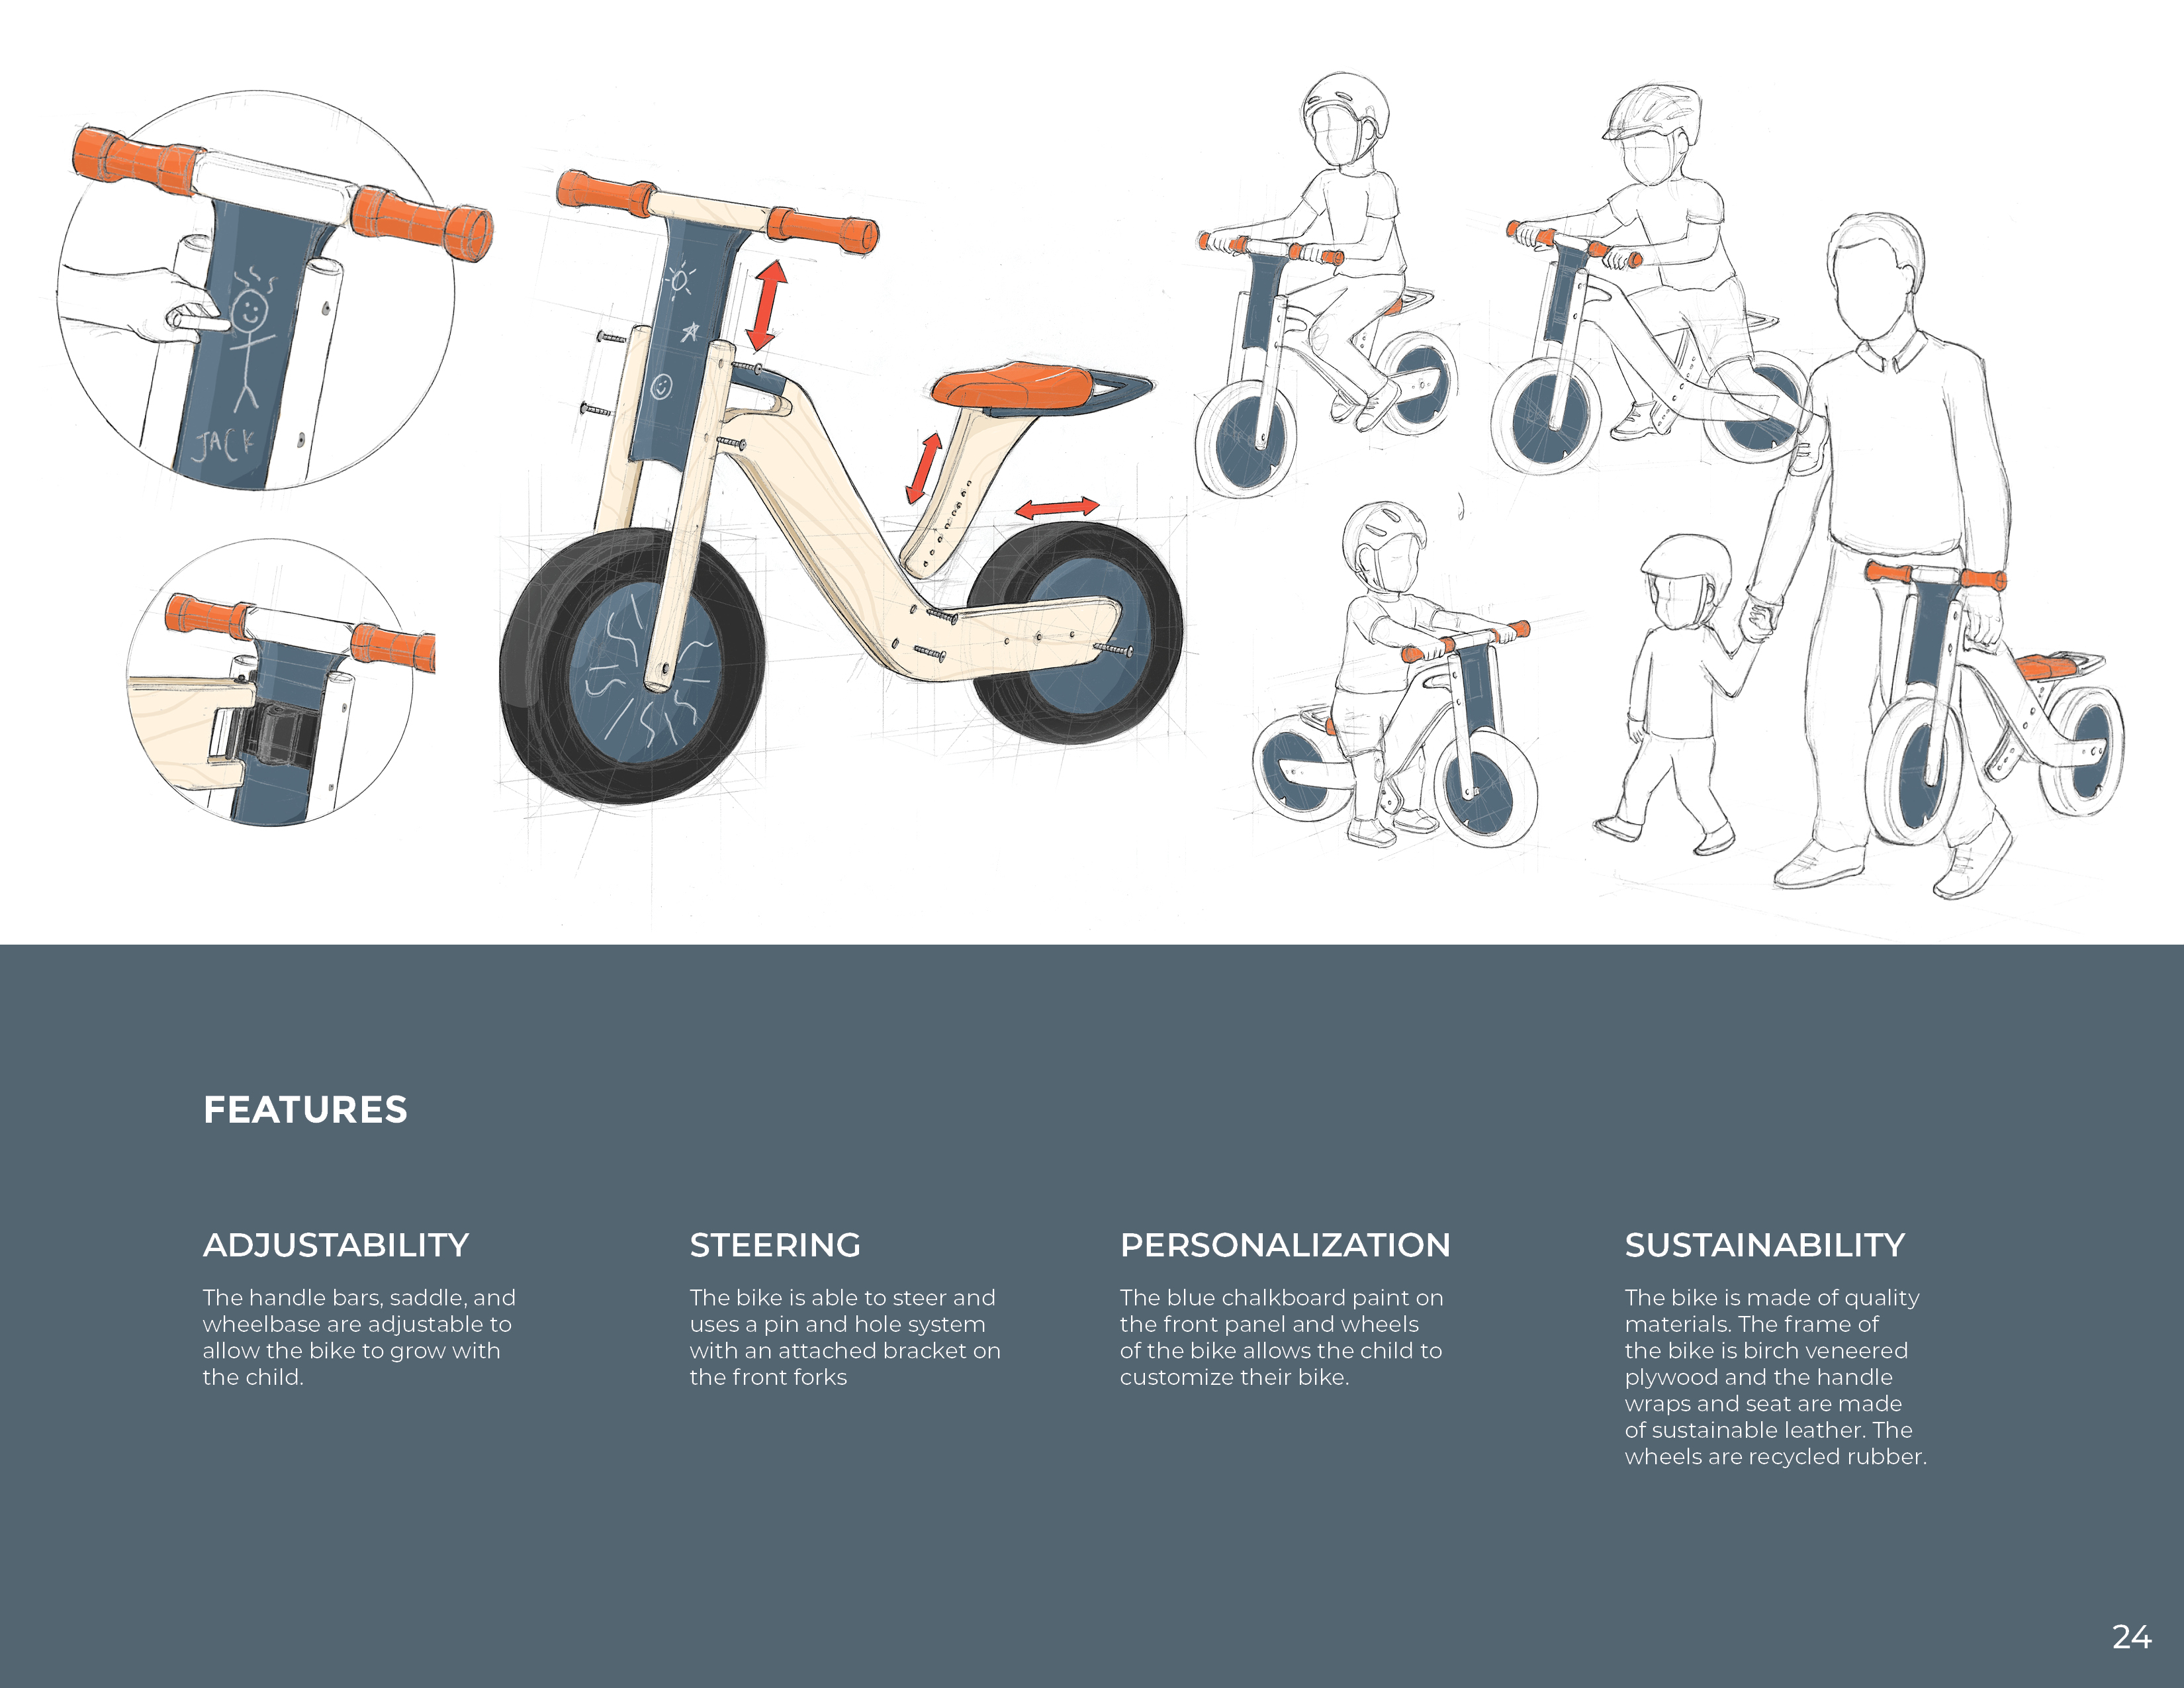 JACK
FEATURES
ADJUSTABILITY
The handle bars, saddle, and
wheelbase are adjustable to
allow the bike to grow with
the child.
STEERING
The bike is able to steer and
uses a pin and hole system
with an attached bracket on
the front forks
PERSONALIZATION
The blue chalkboard paint on
the front panel and wheels
of the bike allows the child to
customize their bike.
SUSTAINABILITY
The bike is made of quality
materials. The frame of
the bike is birch veneered
plywood and the handle
wraps and seat are made
of sustainable leather. The
wheels are recycled rubber.
24